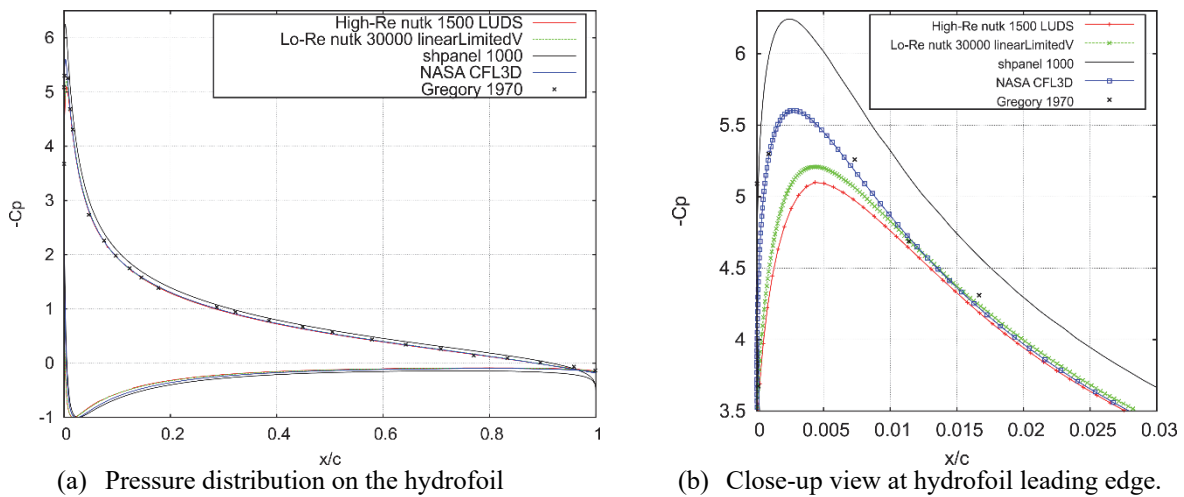 High-Re nutk 1500 LUDS
Lo-Re nutk 30000 linearLimitedV
shpanel 1000
NASA CFL3D
Gregory 1970
-Cp
6
5
4
3
2
1
0
-1
0
0.2
0.4
0.6
0.8
1
x/c
(a) Pressure distribution on the hydrofoil
High-Re nutk 1500 LUDS
Lo-Re nutk 30000 linearLimitedV
shpanel 1000
NASA CFL3D
Gregory 1970
-Cp
6
5.5
5
4.5
4
3.5
0
0.005
0.01
0.015
0.02
0.025
0.03
x/c
(b) Close-up view at hydrofoil leading edge.